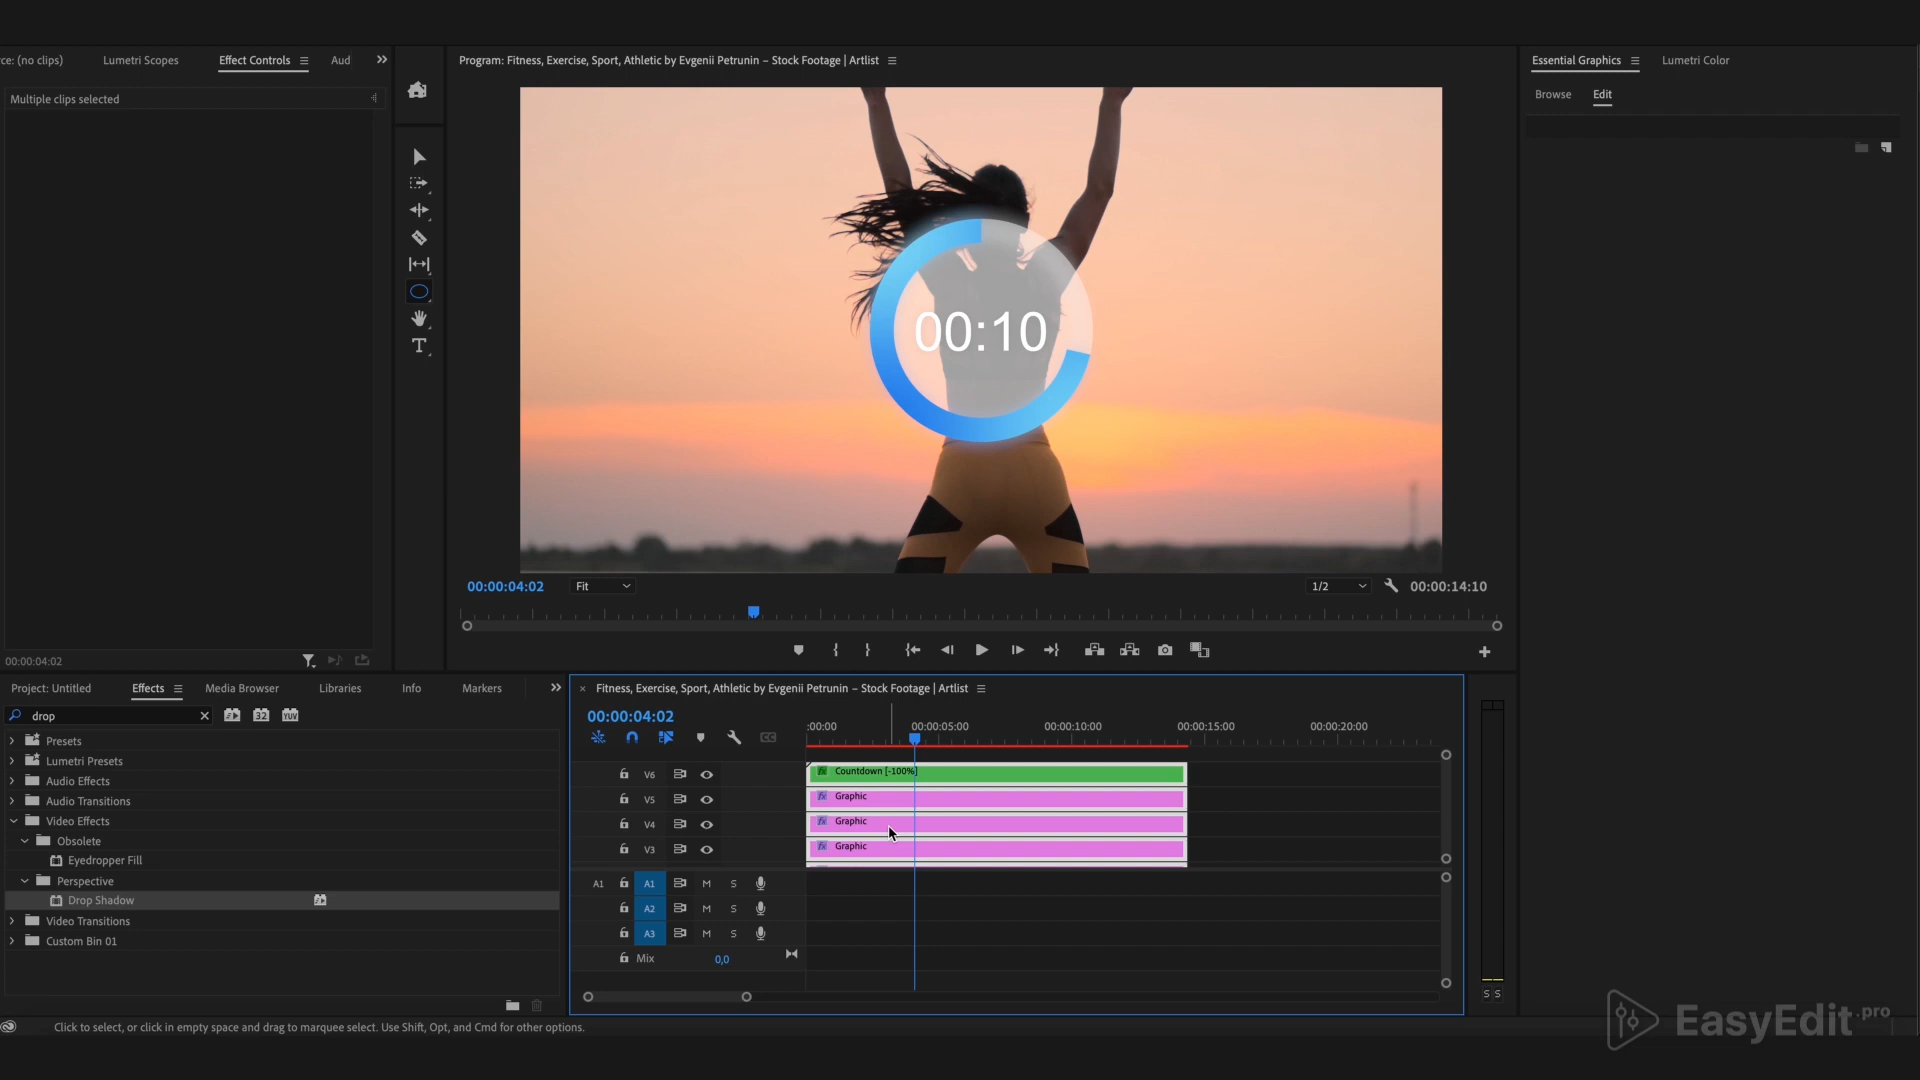 ce: (no clips)
Lumetri Scopes
Effect Controls
Aud
Program: Fitness, Exercise, Sport, Athletic by Evgenii Petrunin – Stock Footage | Artlist
Essential Graphics
Lumetri Color
Multiple clips selected
Browse
Edit
T
00:10
00:00:04:02
Fit
1/2
00:00:14:10
00:00:04:02
Project: Untitled
Effects
Media Browser
Libraries
Info
Markers
Fitness, Exercise, Sport, Athletic by Evgenii Petrunin – Stock Footage | Artlist
drop
32
YUV
00:00:04:02
:00:00
00:00:05:00
00:00:10:00
00:00:15:00
00:00:20:00
CC
Presets
Lumetri Presets
Audio Effects
Audio Transitions
Video Effects
Obsolete
Eyedropper Fill
Perspective
Drop Shadow
Video Transitions
Custom Bin 01
V6
fx Countdown [-100%]
V5
fx Graphic
V4
fx Graphic
V3
fx Graphic
A1
A1
M
S
A2
M
S
A3
M
S
Mix
0,0
S S
Click to select, or click in empty space and drag to marquee select. Use Shift, Opt, and Cmd for other options.
EasyEdit.pro